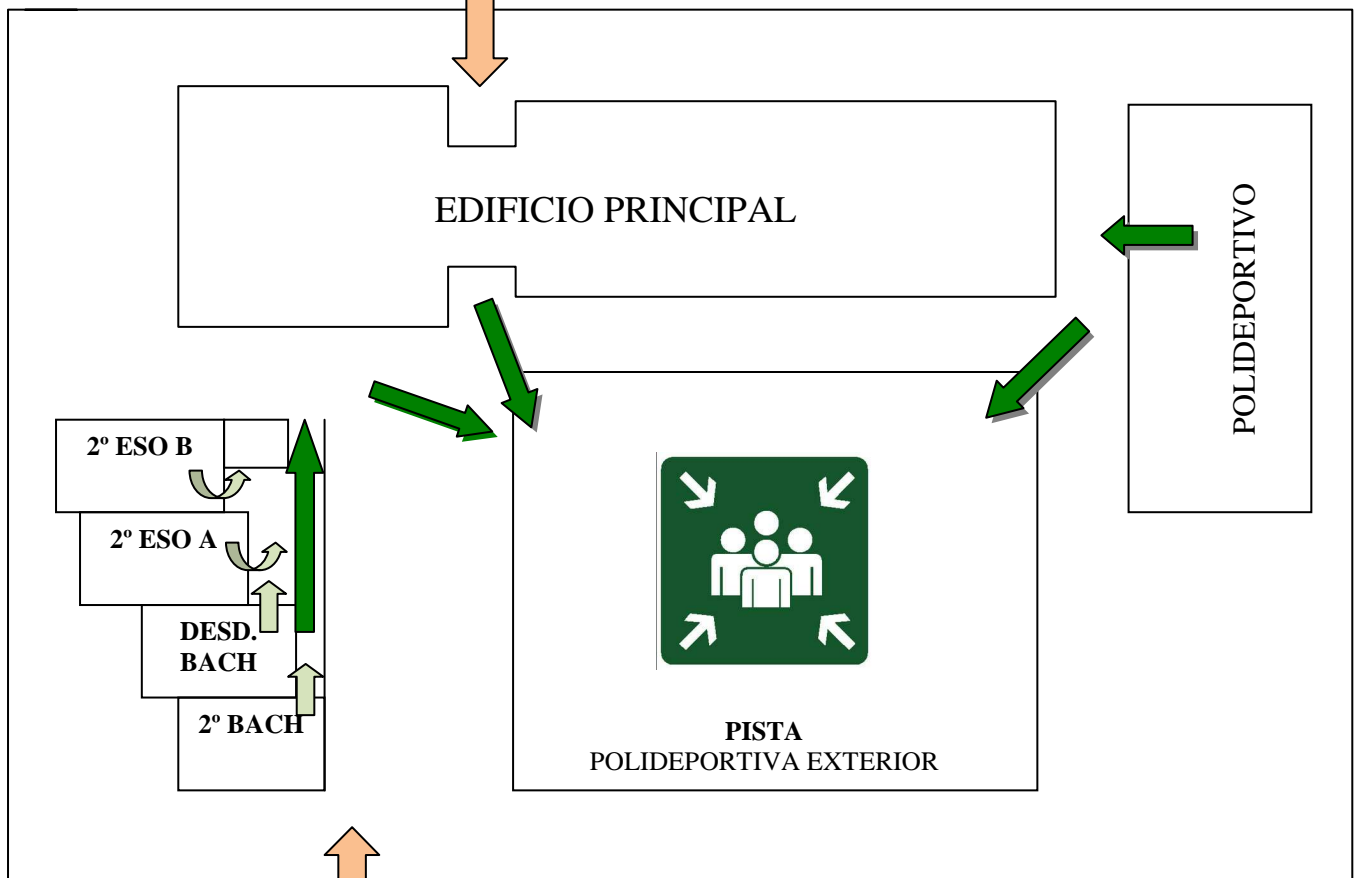 EDIFICIO PRINCIPAL
POLIDEPORTIVO
2º ESO B
2º ESO A
DESD.
BACH
2º BACH
PISTA
POLIDEPORTIVA EXTERIOR